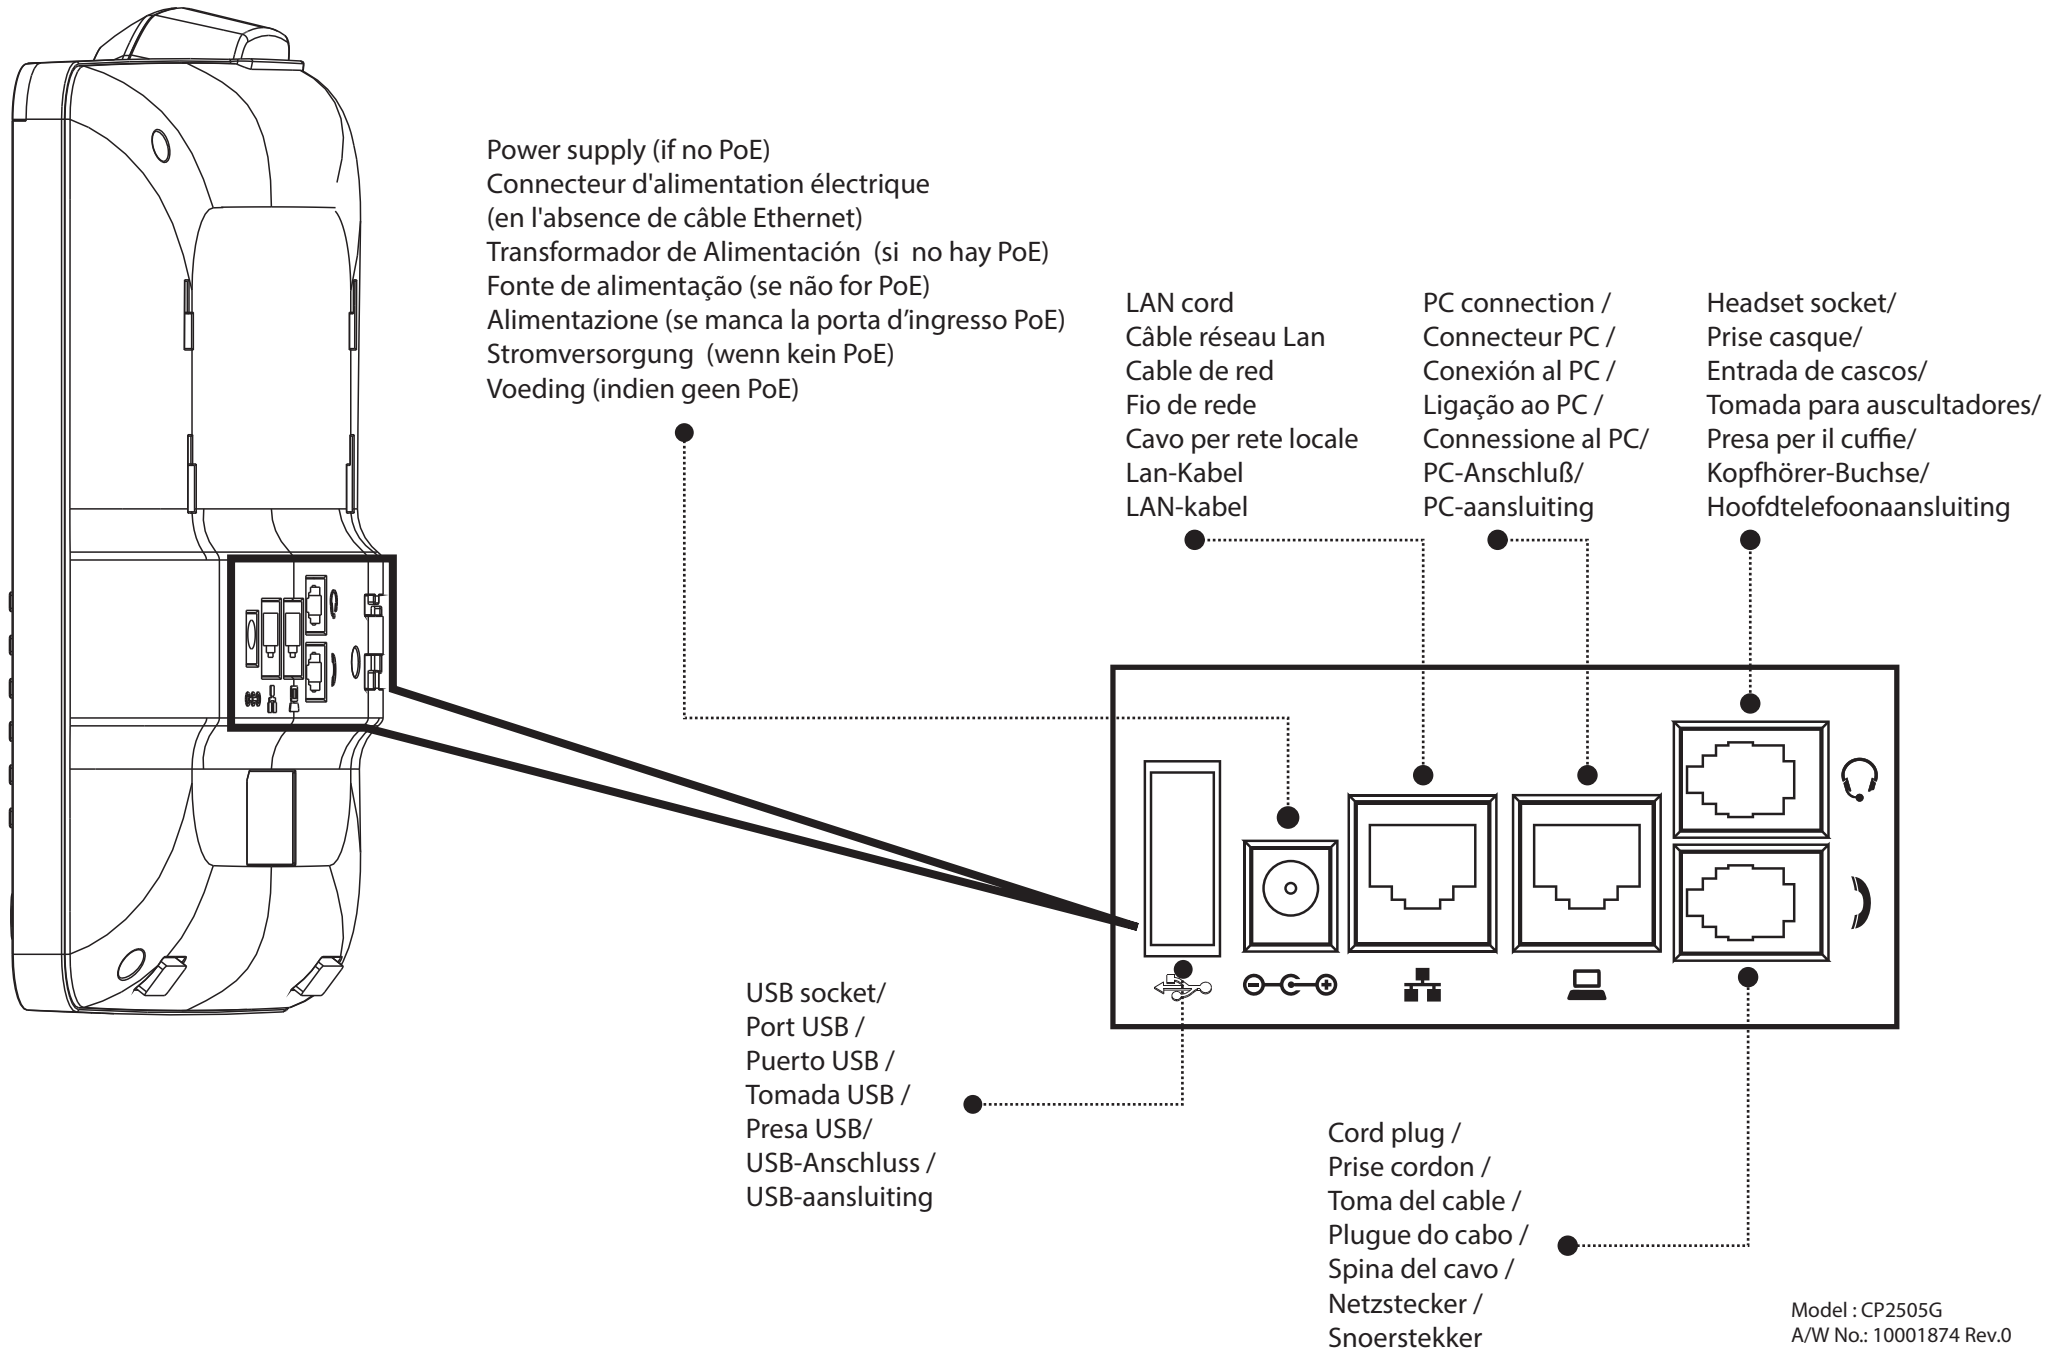 Power supply (if no PoE)
Connecteur d'alimentation électrique
(en l'absence de câble Ethernet)
Transformador de Alimentación (si no hay PoE)
Fonte de alimentação (se não for PoE)
Alimentazione (se manca la porta d’ingresso PoE)
Stromversorgung (wenn kein PoE)
Voeding (indien geen PoE)
LAN cord
Câble réseau Lan
Cable de red
Fio de rede
Cavo per rete locale
Lan-Kabel
LAN-kabel
PC connection /
Connecteur PC /
Conexión al PC /
Ligação ao PC /
Connessione al PC/
PC-Anschluß/
PC-aansluiting
Headset socket/
Prise casque/
Entrada de cascos/
Tomada para auscultadores/
Presa per il cuffie/
Kopfhörer-Buchse/
Hoofdtelefoonaansluiting
USB socket/
Port USB /
Puerto USB /
Tomada USB /
Presa USB/
USB-Anschluss /
USB-aansluiting
Cord plug /
Prise cordon /
Toma del cable /
Plugue do cabo /
Spina del cavo /
Netzstecker /
Snoerstekker
Model : CP2505G
A/W No.: 10001874 Rev.0